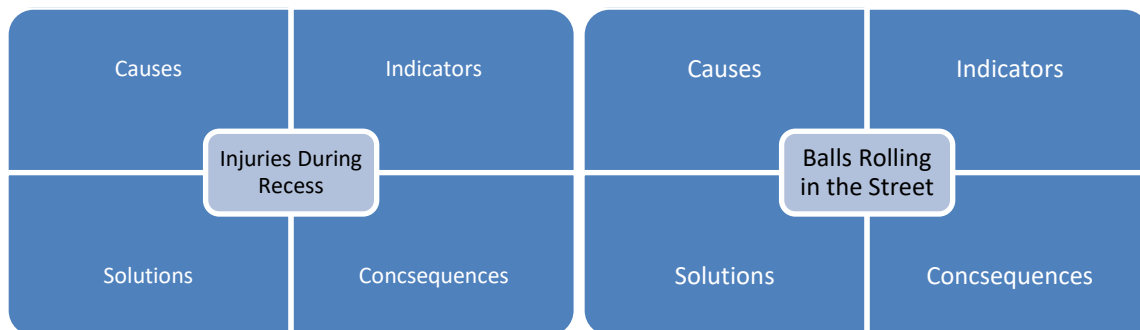 Causes
Indicators
Injuries During
Recess
Solutions
Concsequences
Causes
Indicators
Balls Rolling
in the Street
Solutions
Concsequences